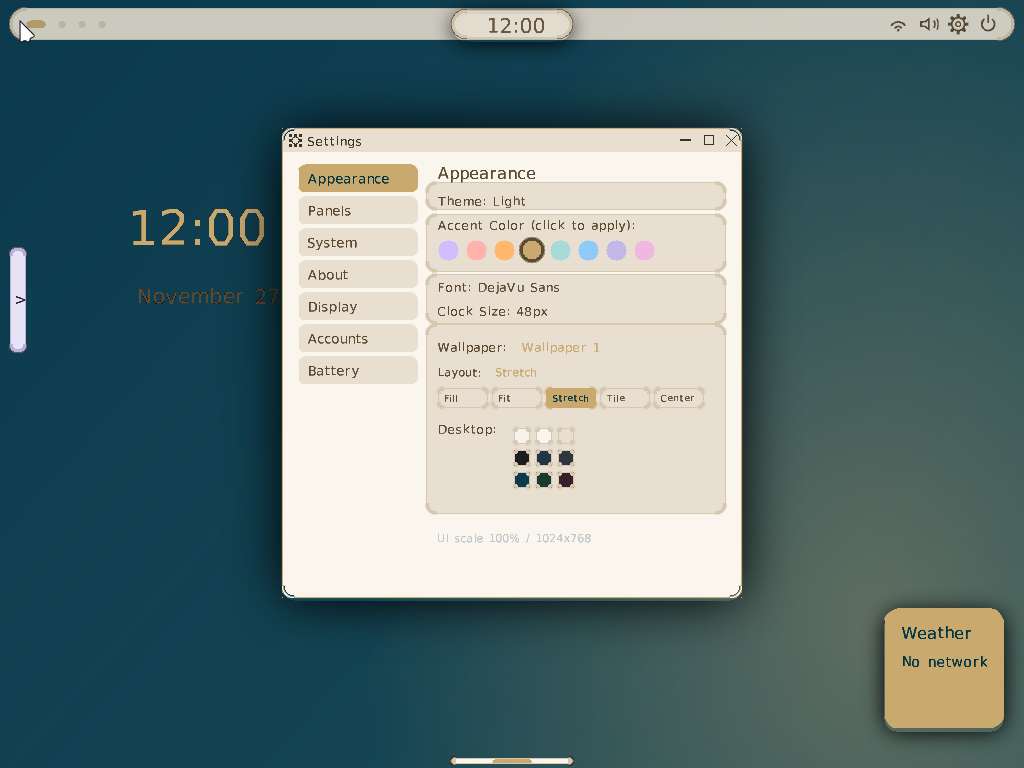 12:00
Settings
Appearance
Panels
System
About
Display
Accounts
Battery
Appearance
Theme: Light
Accent Color (click to apply):
Font: DejaVu Sans
Clock Size: 48px
Wallpaper: Wallpaper 1
Layout: Stretch
Fill Fit Stretch Tile Center
Desktop:
UI scale 100% / 1024x768
12:00
November 27
>
Weather
No network